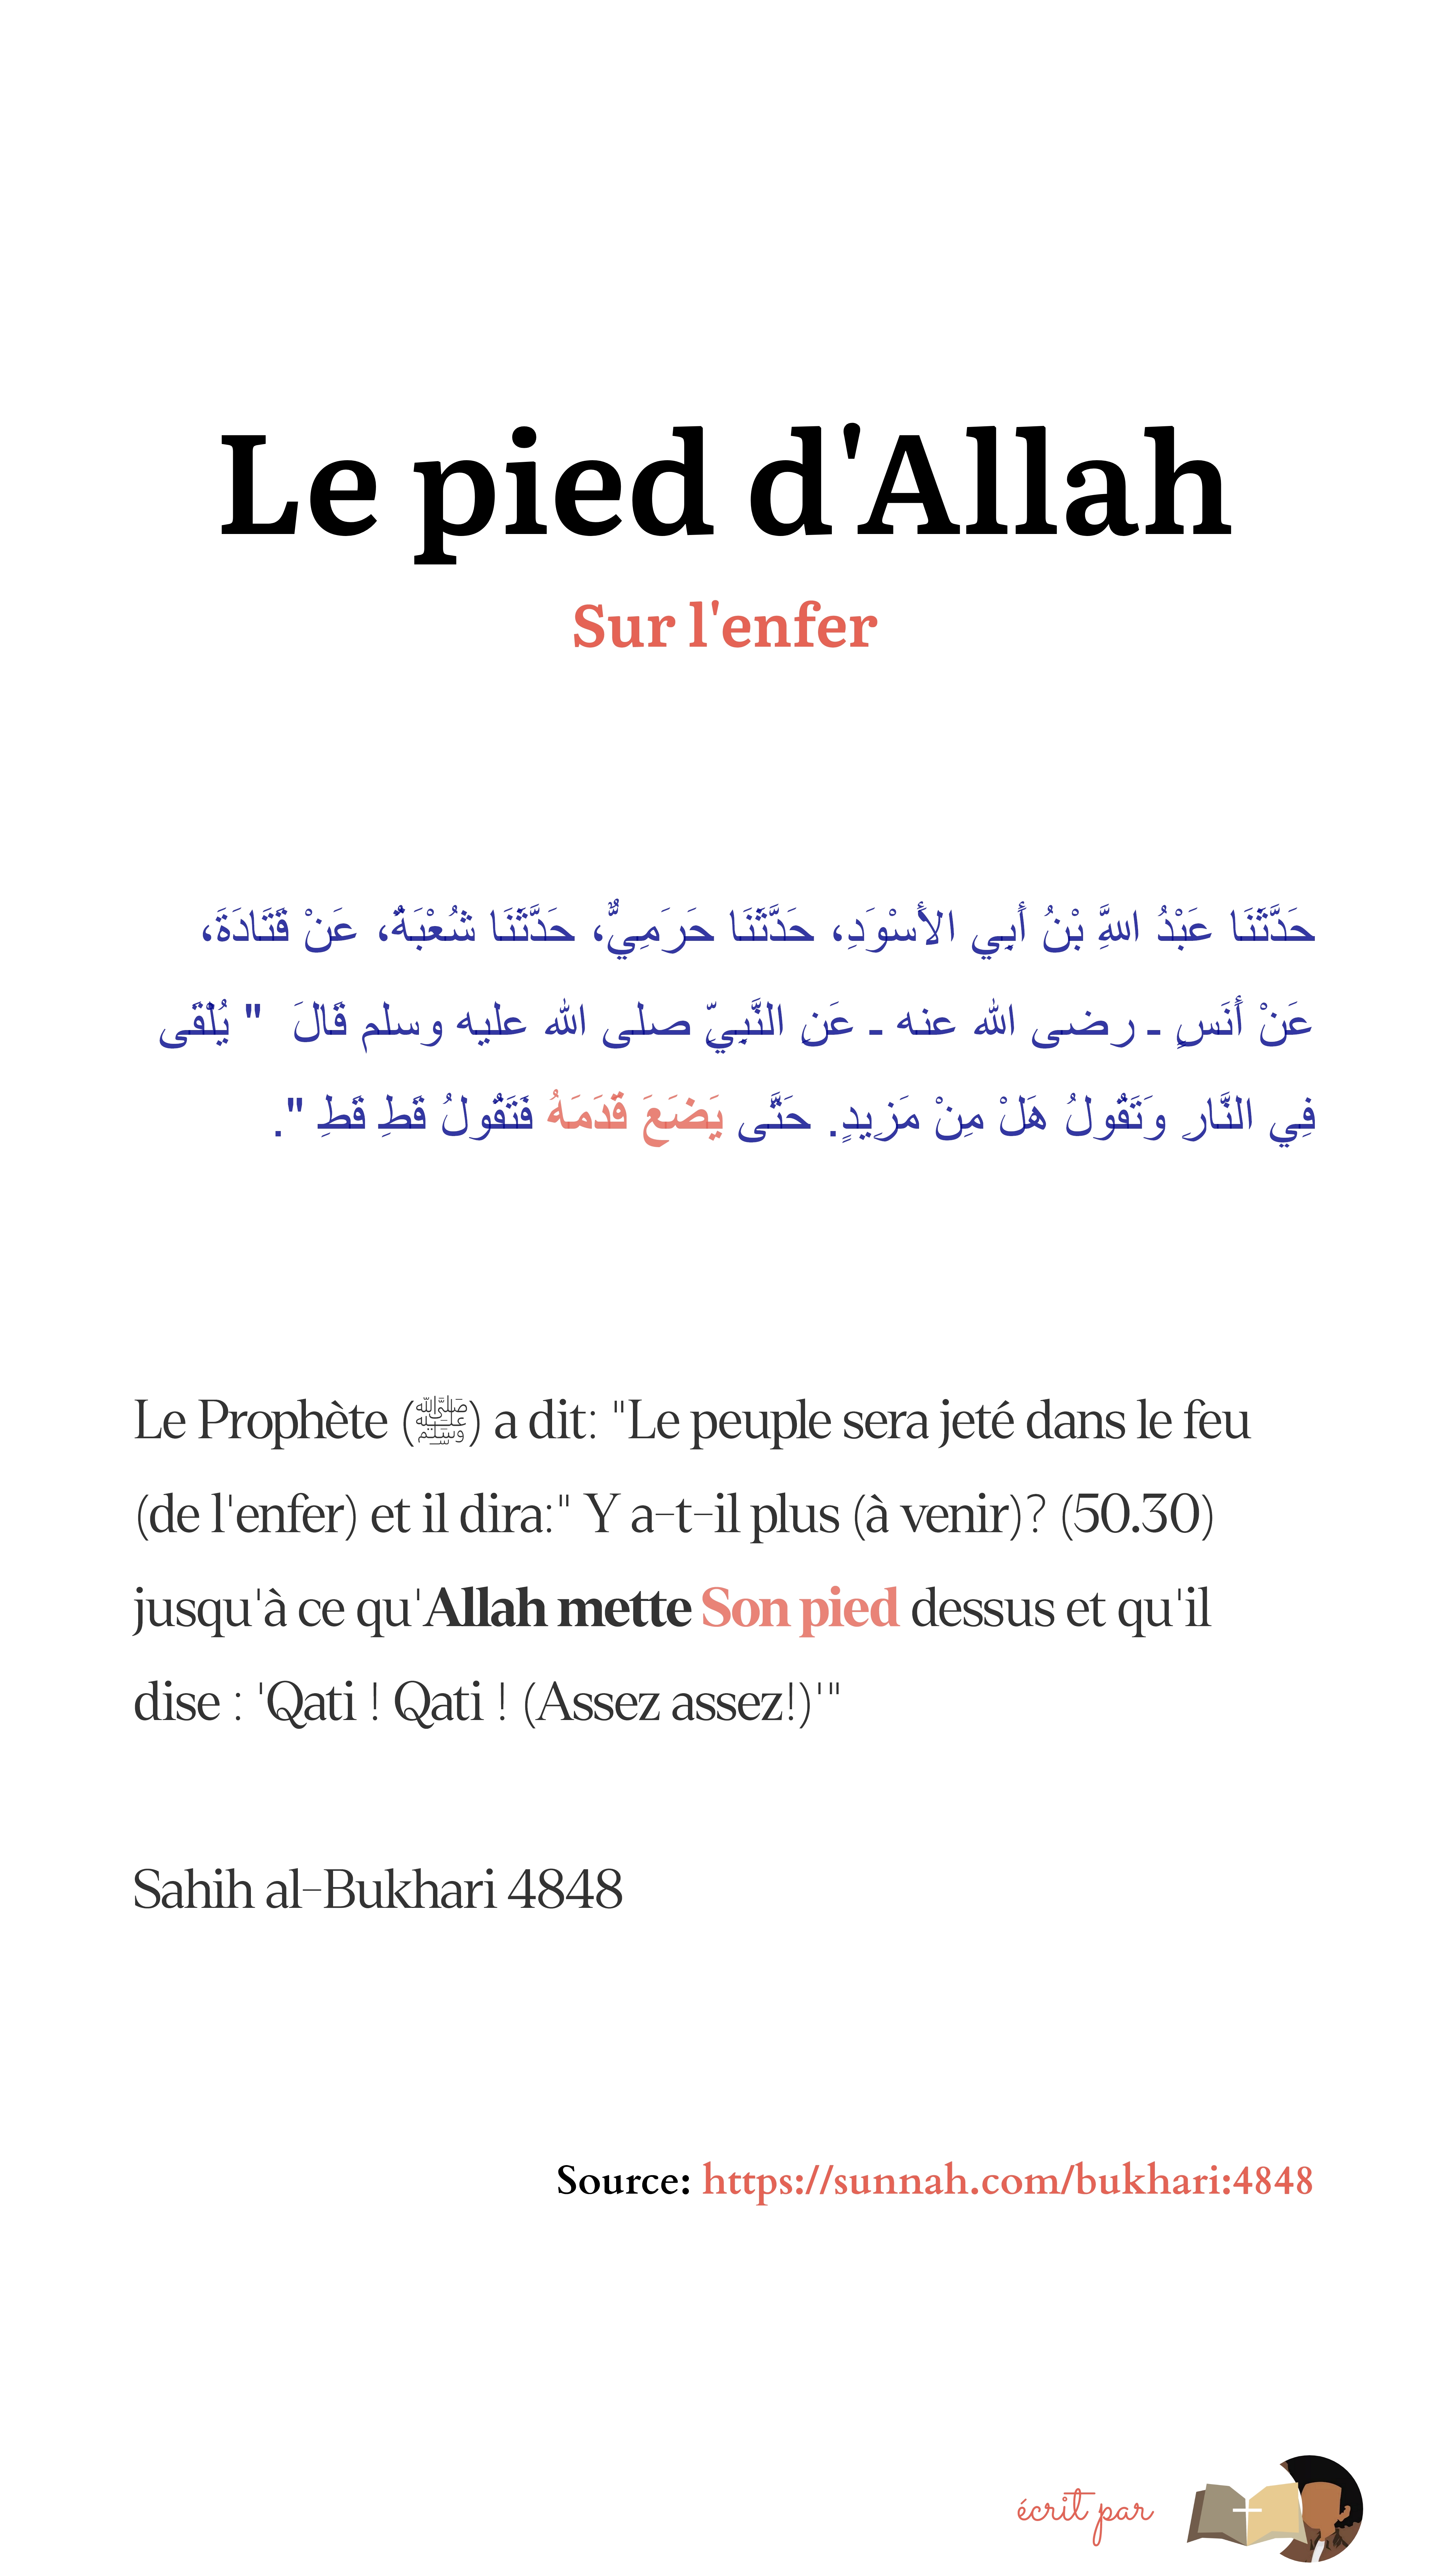 Le pied d'Allah
Sur l'enfer
حَدَّثَنَا عَبْدُ اللَّهِ بْنُ أَبِي الأَسْوَدِ، حَدَّثَنَا حَرَمِيٌّ، حَدَّثَنَا شُعْبَةُ، عَنْ قَتَادَةَ،
عَنْ أَنَسٍ ـ رضى الله عنه ـ عَنِ النَّبِيِّ صلى الله عليه وسلم قَالَ " يُلْقَى
فِي النَّارِ وَتَقُولُ هَلْ مِنْ مَزِيدٍ. حَتَّى يَضَعَ قَدَمَهُ فَتَقُولُ قَطِ قَطِ ".
Le Prophète (ﷺ) a dit: "Le peuple sera jeté dans le feu
(de l'enfer) et il dira:" Y a-t-il plus (à venir)? (50.30)
jusqu'à ce qu'Allah mette Son pied dessus et qu'il
dise : 'Qati ! Qati ! (Assez assez!)'"
Sahih al-Bukhari 4848
Source: https://sunnah.com/bukhari:4848
écrit par